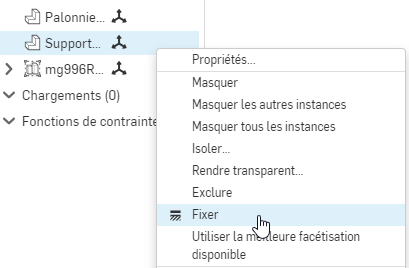 Palonnie...
Support...
Propriétés...
mg996R...
Masquer
Chargements (0)
Masquer les autres instances
Fonctions de contrainte
Masquer tous les instances
Isoler...
Rendre transparent...
Exclure
Fixer
Utiliser la meilleure facétisation
disponible